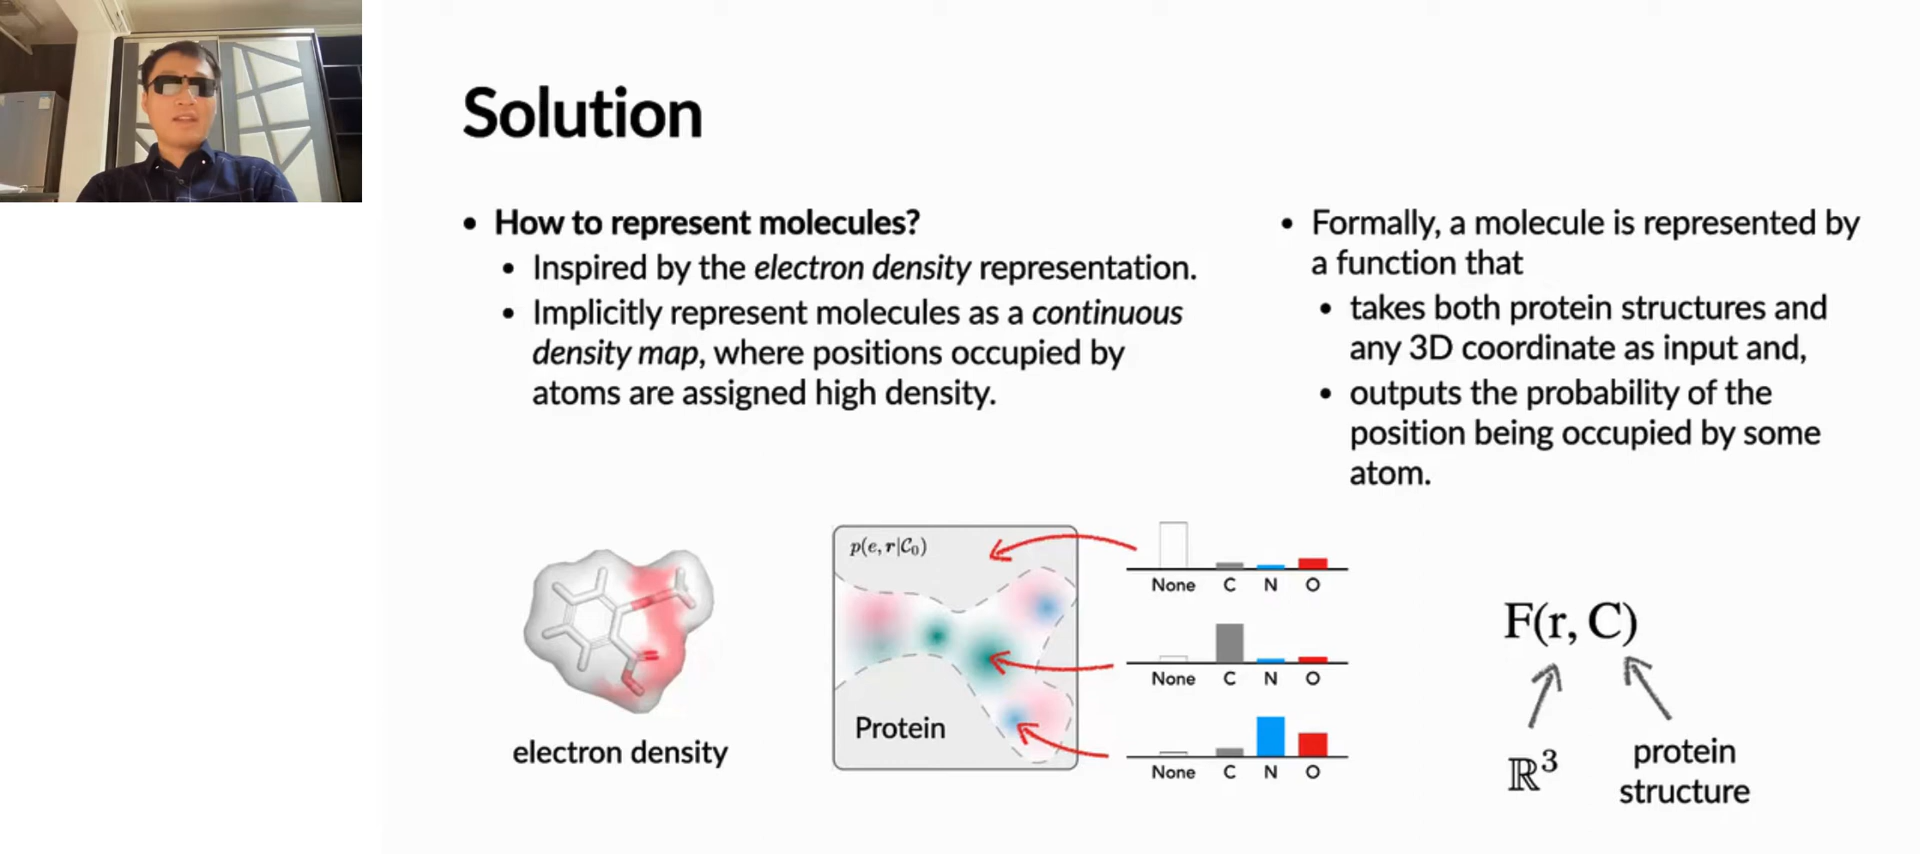 Solution
• How to represent molecules?
• Inspired by the electron density representation.
• Implicitly represent molecules as a continuous
density map, where positions occupied by
atoms are assigned high density.
• Formally, a molecule is represented by
a function that
• takes both protein structures and
any 3D coordinate as input and,
• outputs the probability of the
position being occupied by some
atom.
electron density
p(e, r|C₀)
Protein
None C N O
None C N O
None C N O
F(r, C)
ℝ³
protein
structure